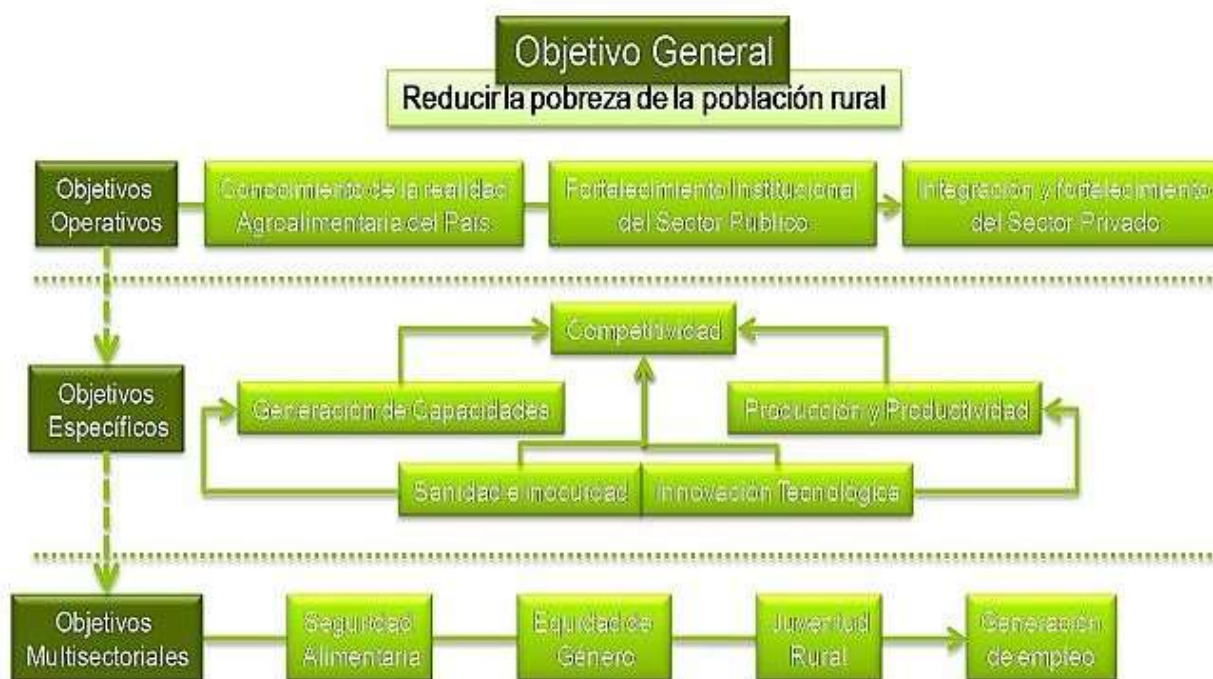 Objetivo General
Reducir la pobreza de la población rural
Objetivos
Operativos
Conocimiento de la realidad
Agroalimentaria del País
Fortalecimiento Institucional
del Sector Público
Integración y fortalecimiento
del Sector Privado
Competitividad
Objetivos
Específicos
Generación de Capacidades
Producción y Productividad
Sanidad e Inocuidad
Innovación Tecnológica
Objetivos
Multisectoriales
Seguridad
Alimentaria
Equidad de
Género
Juventud
Rural
Generación
de empleo